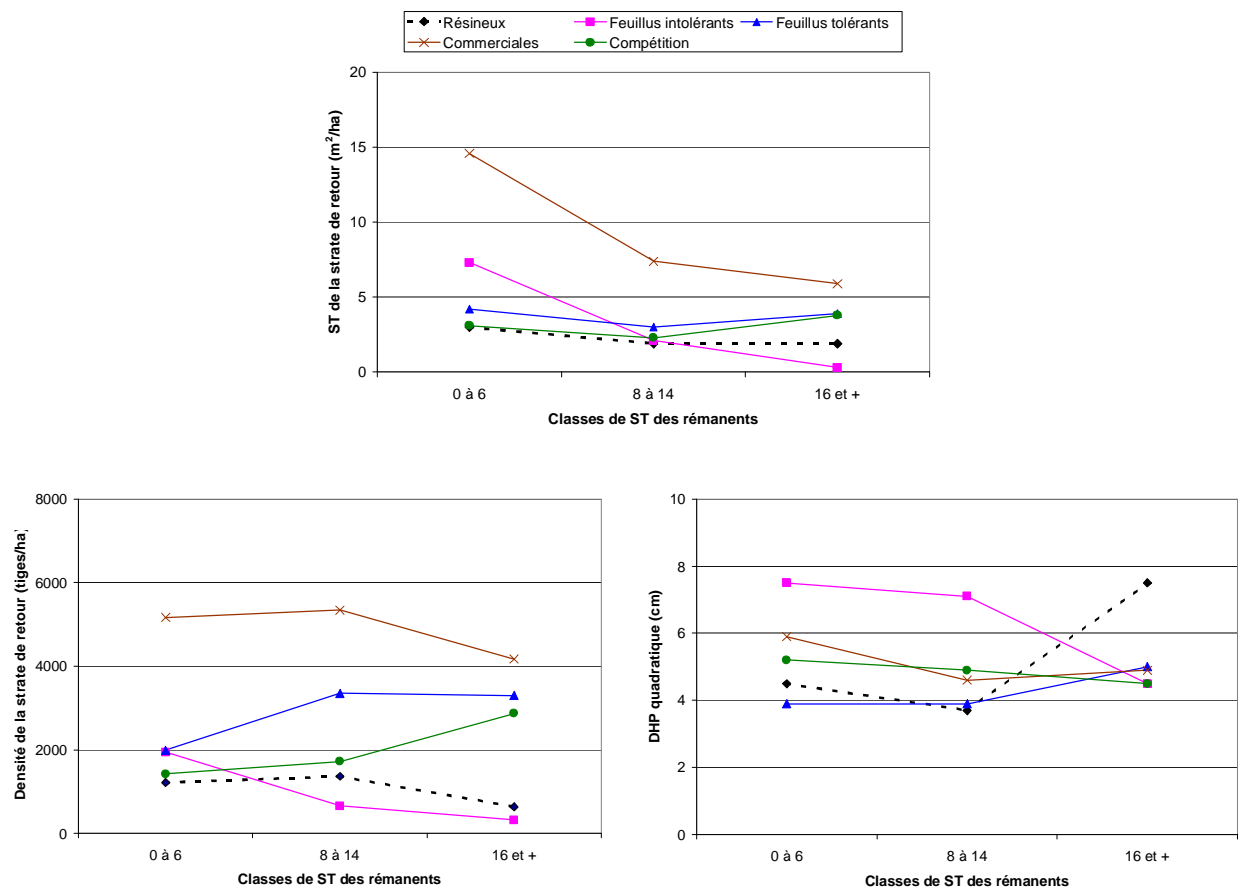 Résineux Feuillus intolérants Feuillus tolérants
Commerciales Compétition
ST de la strate de retour (m²/ha)
20
15
10
5
0
0 à 6 8 à 14 16 et +
Classes de ST des rémanents
Densité de la strate de retour (tiges/ha)
8000
6000
4000
2000
0
0 à 6 8 à 14 16 et +
Classes de ST des rémanents
DHP quadratique (cm)
10
8
6
4
2
0
0 à 6 8 à 14 16 et +
Classes de ST des rémanents